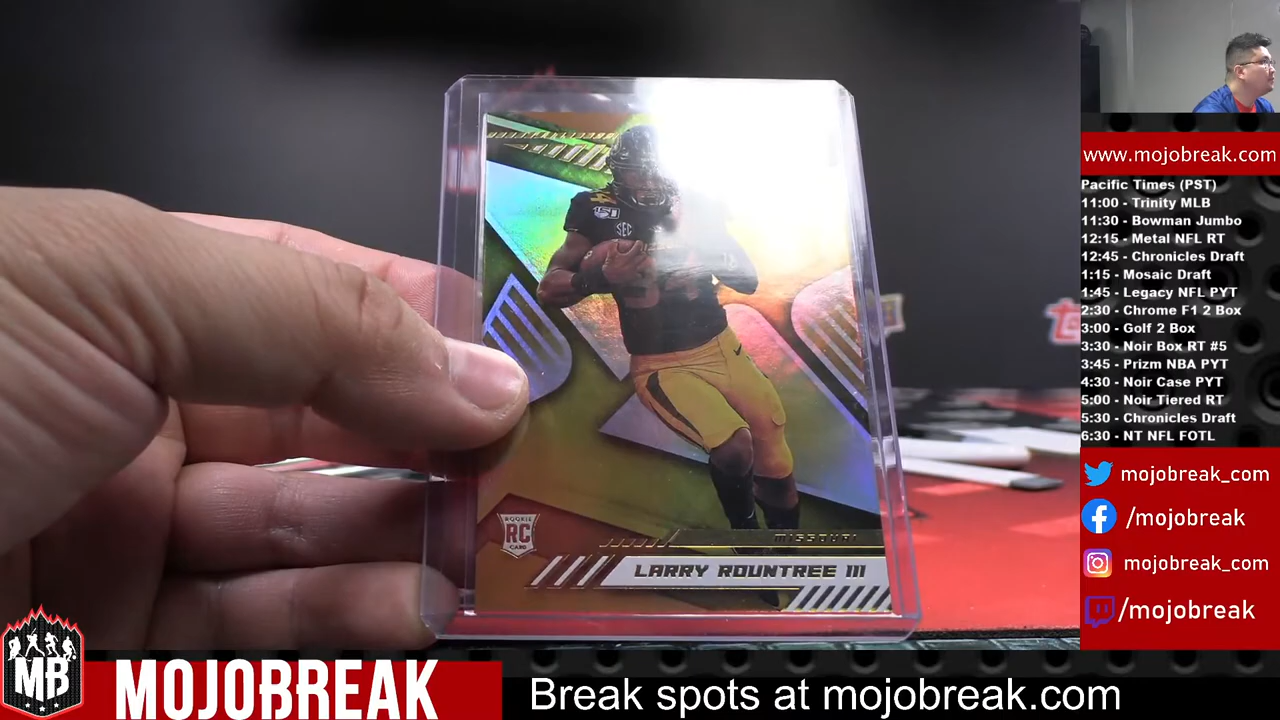 150
SEC
ROOKIE
RC
CARD
MISSOURI
LARRY ROUNTREE III
www.mojobreak.com
Pacific Times (PST)
11:00 - Trinity MLB
11:30 - Bowman Jumbo
12:15 - Metal NFL RT
12:45 - Chronicles Draft
1:15 - Mosaic Draft
1:45 - Legacy NFL PYT
2:30 - Chrome F1 2 Box
3:00 - Golf 2 Box
3:30 - Noir Box RT #5
3:45 - Prizm NBA PYT
4:30 - Noir Case PYT
5:00 - Noir Tiered RT
5:30 - Chronicles Draft
6:30 - NT NFL FOTL
mojobreak_com
/mojobreak
mojobreak_com
/mojobreak
MB
MOJOBREAK
Break spots at mojobreak.com